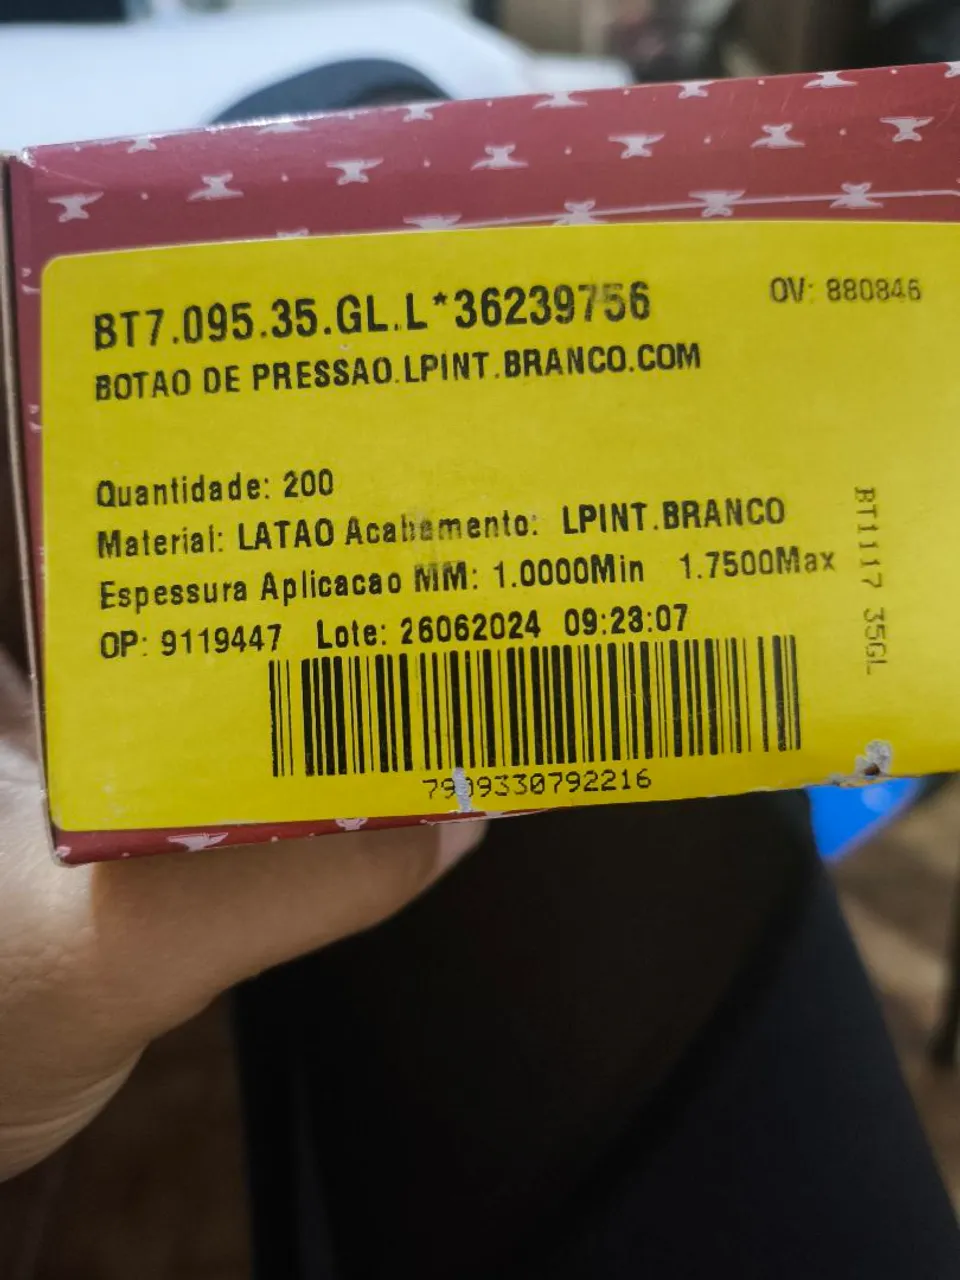 BT7.095.35.GL.L*36239756
OV: 880846
BOTAO DE PRESSAO.LPINT.BRANCO.COM
Quantidade: 200
Material: LATAO Acabamento: LPINT.BRANCO
Espessura Aplicacao MM: 1.0000Min 1.7500Max
OP: 9119447 Lote: 26062024 09:23:07
7909330792216
BT1117 35GL